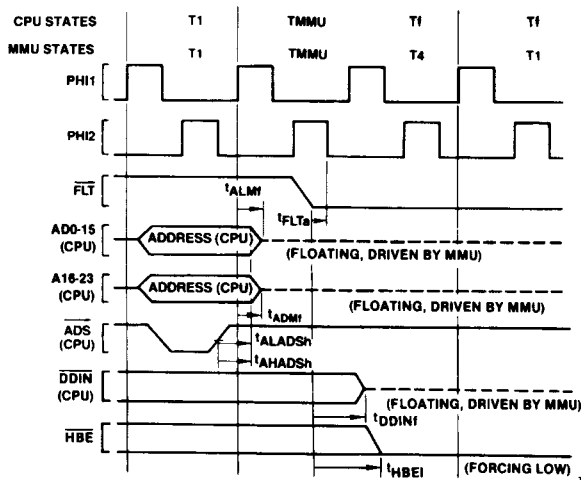 CPU STATES T1 TMMU Tf Tf
MMU STATES T1 TMMU T4 T1
PHI1
PHI2
FLT
tALMf
tFLTa
AD0-15
(CPU)
ADDRESS (CPU)
(FLOATING, DRIVEN BY MMU)
A16-23
(CPU)
ADDRESS (CPU)
(FLOATING, DRIVEN BY MMU)
tADMf
ADS
(CPU)
tALADSh
tAHADSh
DDIN
(CPU)
(FLOATING, DRIVEN BY MMU)
tDDINf
HBE
tHBEl
(FORCING LOW)